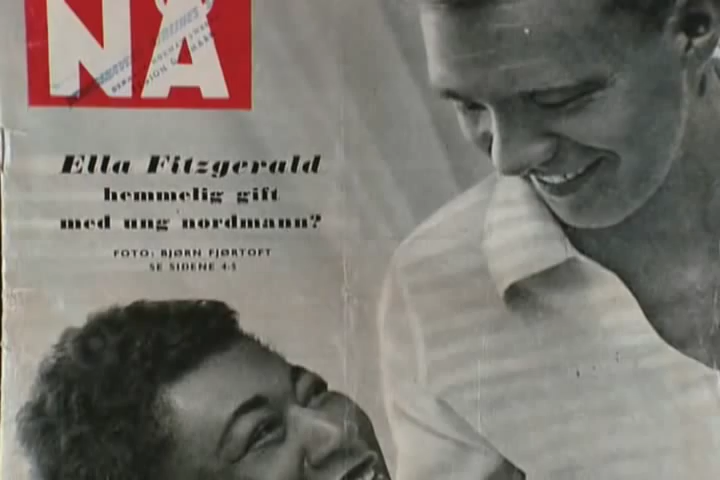 NÅ
Ella Fitzgerald
hemmelig gift
med ung nordmann?
FOTO: BJØRN FJØRTOFT
SE SIDENE 4-5